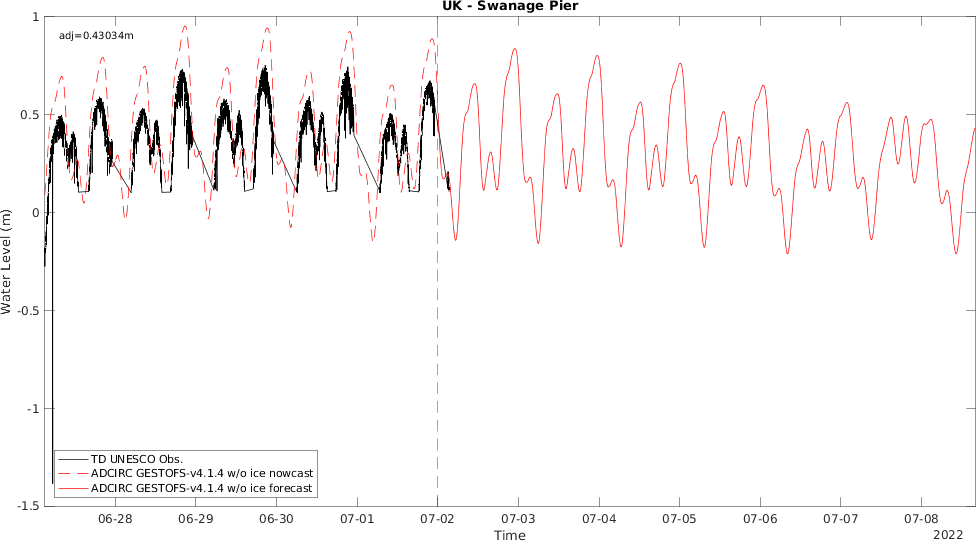 UK - Swanage Pier
adj=0.43034m
1
0.5
0
-0.5
-1
-1.5
Water Level (m)
TD UNESCO Obs.
ADCIRC GESTOFS-v4.1.4 w/o ice nowcast
ADCIRC GESTOFS-v4.1.4 w/o ice forecast
06-28 06-29 06-30 07-01 07-02 07-03 07-04 07-05 07-06 07-07 07-08
Time
2022